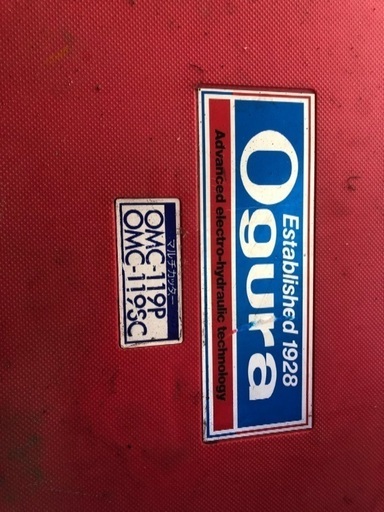 Established 1928
Ogura
Advanced electro-hydraulic technology
マルチカッター
OMC-119P
OMC-119SC